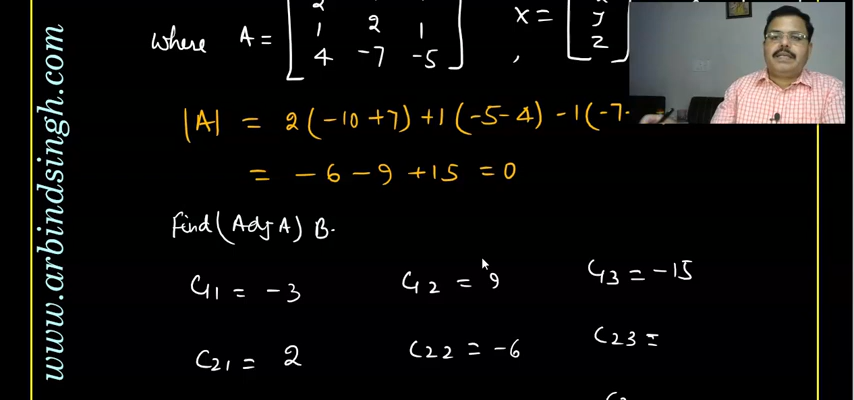 2
where A = [ 1 2 1 , X = [ y
4 -7 -5 ] z ]
|A| = 2(-10+7) +1(-5-4) -1(-7-
= -6 -9 +15 = 0
Find (Adj A) B.
C11 = -3 C12 = 9 C13 = -15
C21 = 2 C22 = -6 C23 =
www.arbindsingh.com